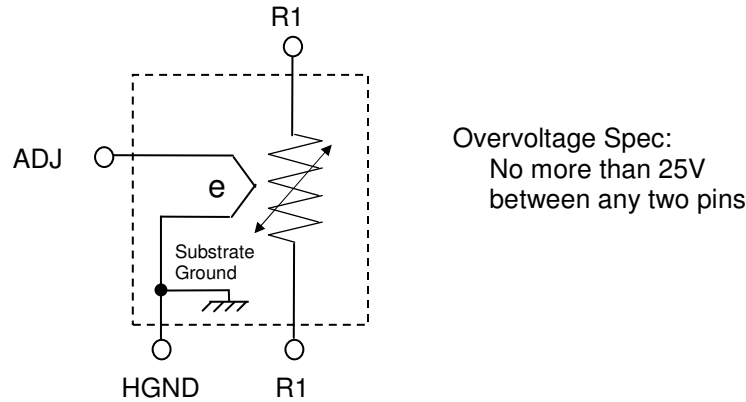 R1
ADJ
e
Substrate
Ground
HGND
R1
Overvoltage Spec:
No more than 25V
between any two pins